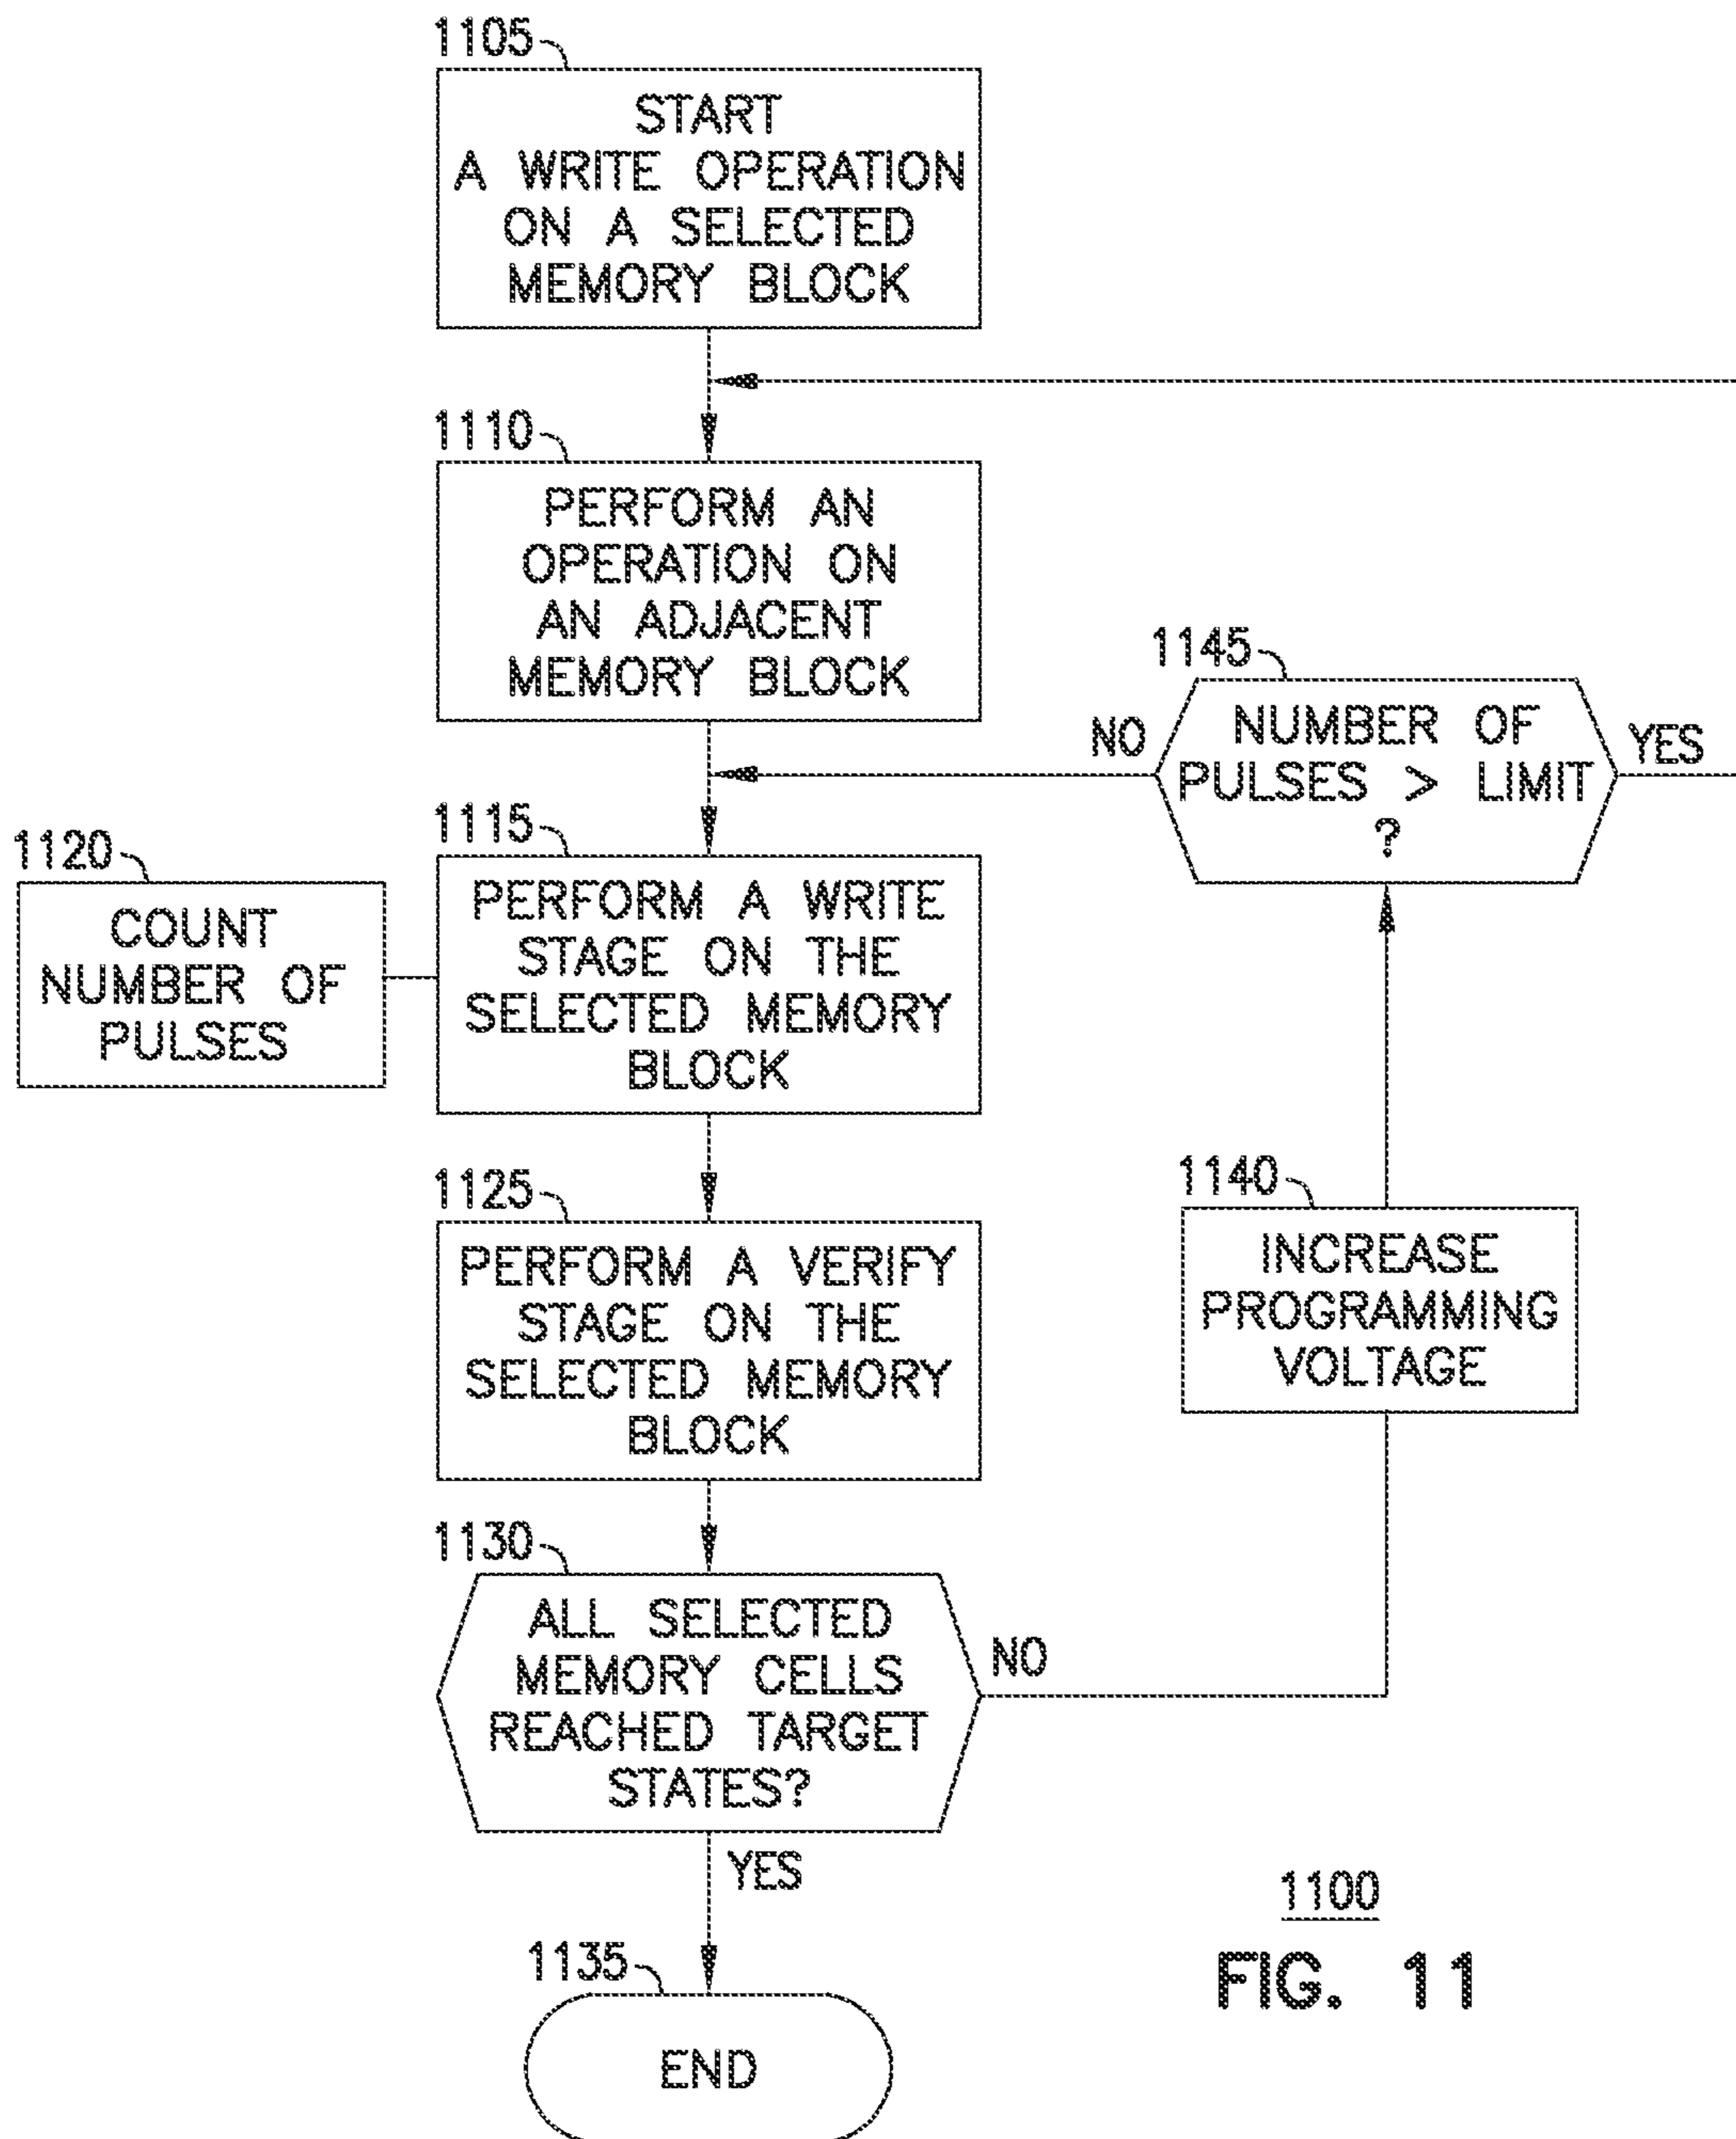 1105
START
A WRITE OPERATION
ON A SELECTED
MEMORY BLOCK
1110
PERFORM AN
OPERATION ON
AN ADJACENT
MEMORY BLOCK
1145
NO
NUMBER OF
PULSES > LIMIT
?
YES
1120
COUNT
NUMBER OF
PULSES
1115
PERFORM A WRITE
STAGE ON THE
SELECTED MEMORY
BLOCK
1125
PERFORM A VERIFY
STAGE ON THE
SELECTED MEMORY
BLOCK
1140
INCREASE
PROGRAMMING
VOLTAGE
1130
ALL SELECTED
MEMORY CELLS
REACHED TARGET
STATES?
NO
YES
1135
END
1100
FIG. 11